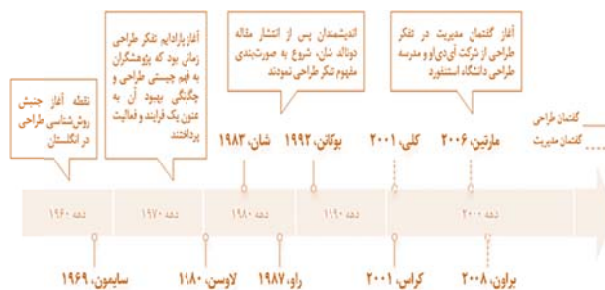 آغاز گفتمان مدیریت در تفکر
طراحی از شرکت آی‌دی‌او و مدرسه
طراحی دانشگاه استنفورد
اندیشمندان پس از انتشار مقاله
دونالد شان، شروع به صورت‌بندی
مفهوم تفکر طراحی نمودند
آغاز پارادایم تفکر طراحی
زمانی بود که پژوهشگران
به فهم چیستی طراحی و
چگونگی بهبود آن به
عنوان یک فرایند و فعالیت
پرداختند
نقطه آغاز جنبش
روش‌شناسی طراحی
در انگلستان
گفتمان طراحی
گفتمان مدیریت
شان، ۱۹۸۳
بوکانن، ۱۹۹۲
کلی، ۲۰۰۱
مارتین، ۲۰۰۶
دهه ۱۹۶۰
دهه ۱۹۷۰
دهه ۱۹۸۰
دهه ۱۹۹۰
دهه ۲۰۰۰
سایمون، ۱۹۶۹
لاوسن، ۱۹۸۰
راو، ۱۹۸۷
کراس، ۲۰۰۱
براون، ۲۰۰۸